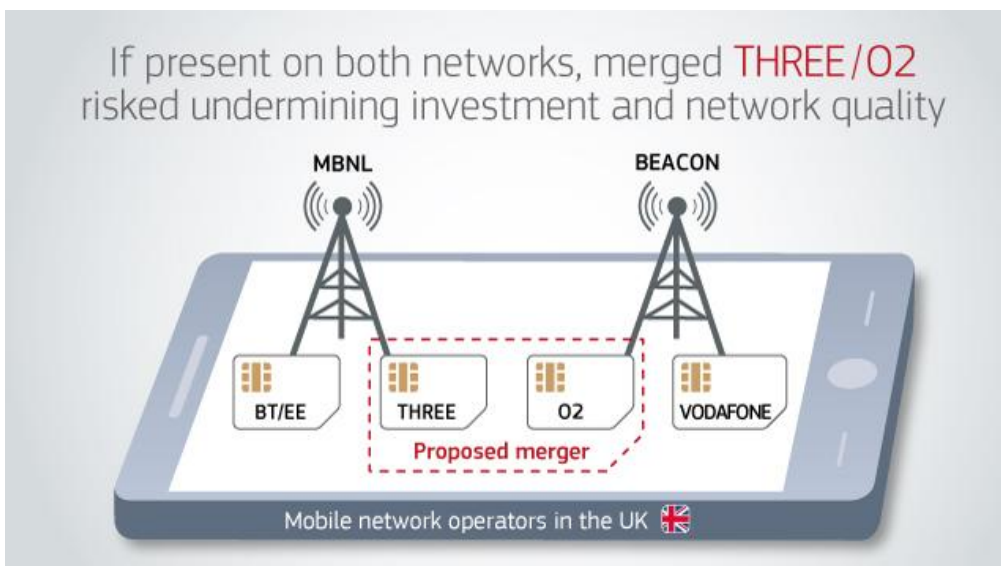 If present on both networks, merged THREE/O2
risked undermining investment and network quality
MBNL
BEACON
BT/EE
THREE
O2
VODAFONE
Proposed merger
Mobile network operators in the UK